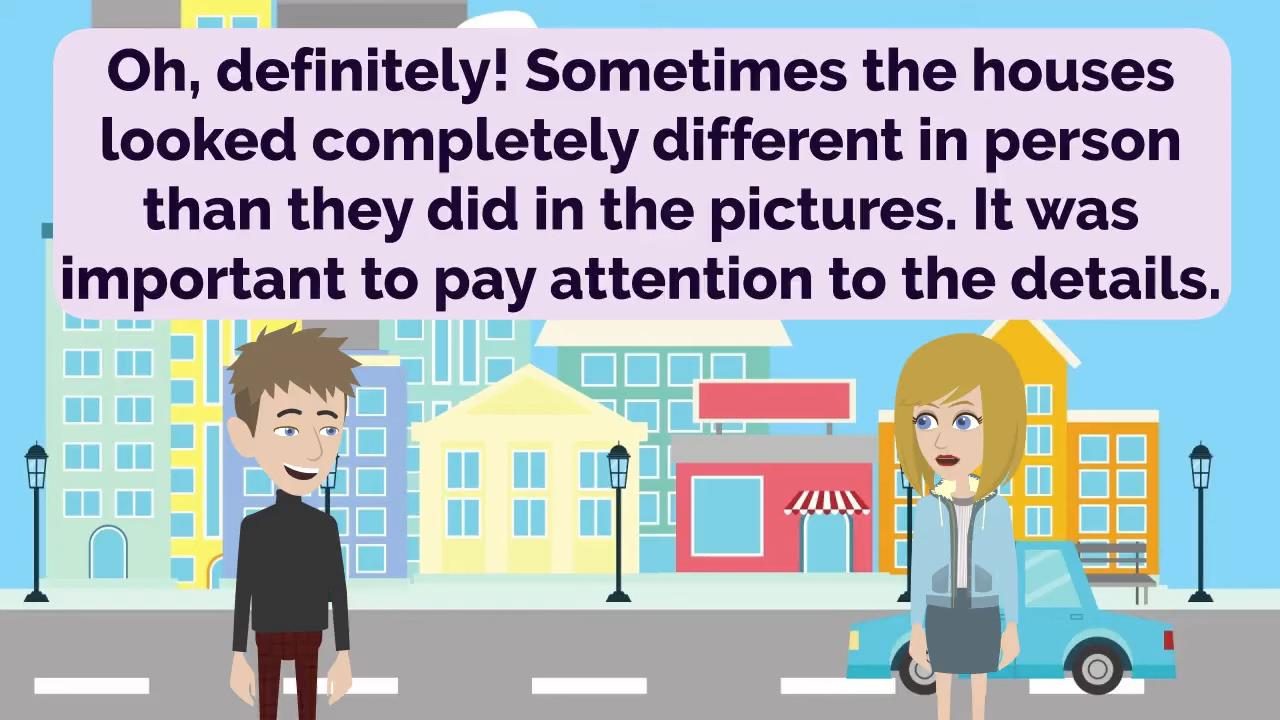 Oh, definitely! Sometimes the houses
looked completely different in person
than they did in the pictures. It was
important to pay attention to the details.